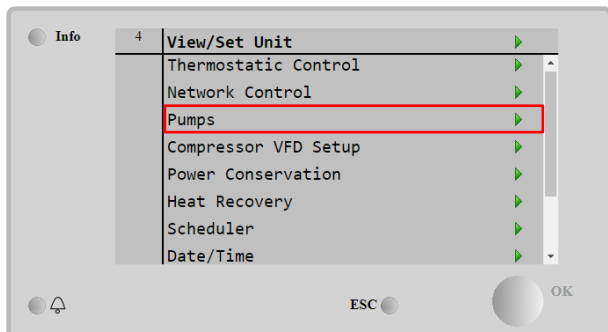 Info
4 View/Set Unit
Thermostatic Control
Network Control
Pumps
Compressor VFD Setup
Power Conservation
Heat Recovery
Scheduler
Date/Time
ESC
OK